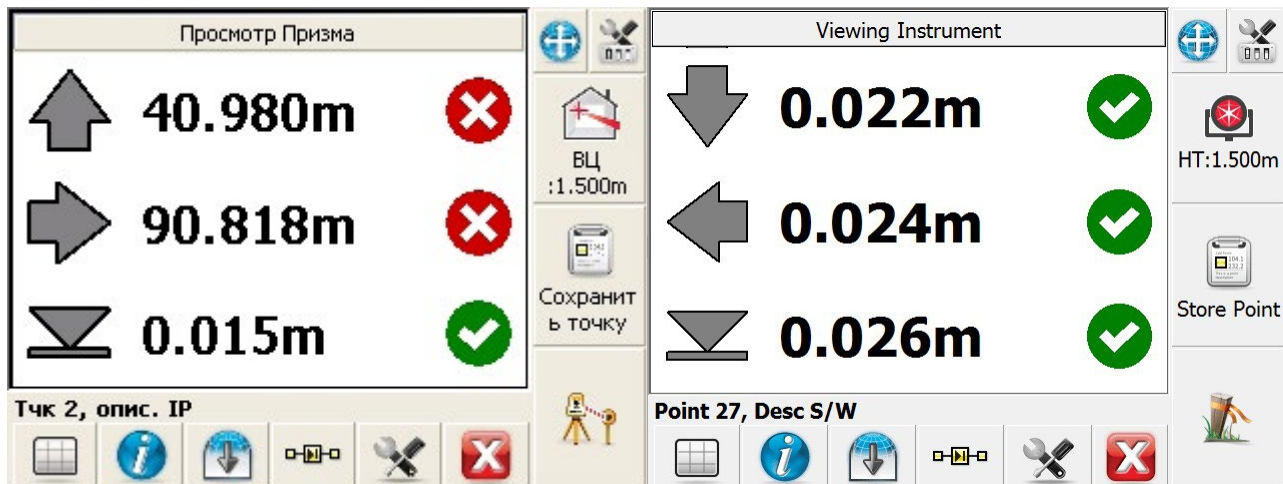 Просмотр Призма
40.980m
90.818m
0.015m
ВЦ
:1.500m
Сохранит
ь точку
Тчк 2, опис. IP
Viewing Instrument
0.022m
0.024m
0.026m
HT:1.500m
Store Point
Point 27, Desc S/W